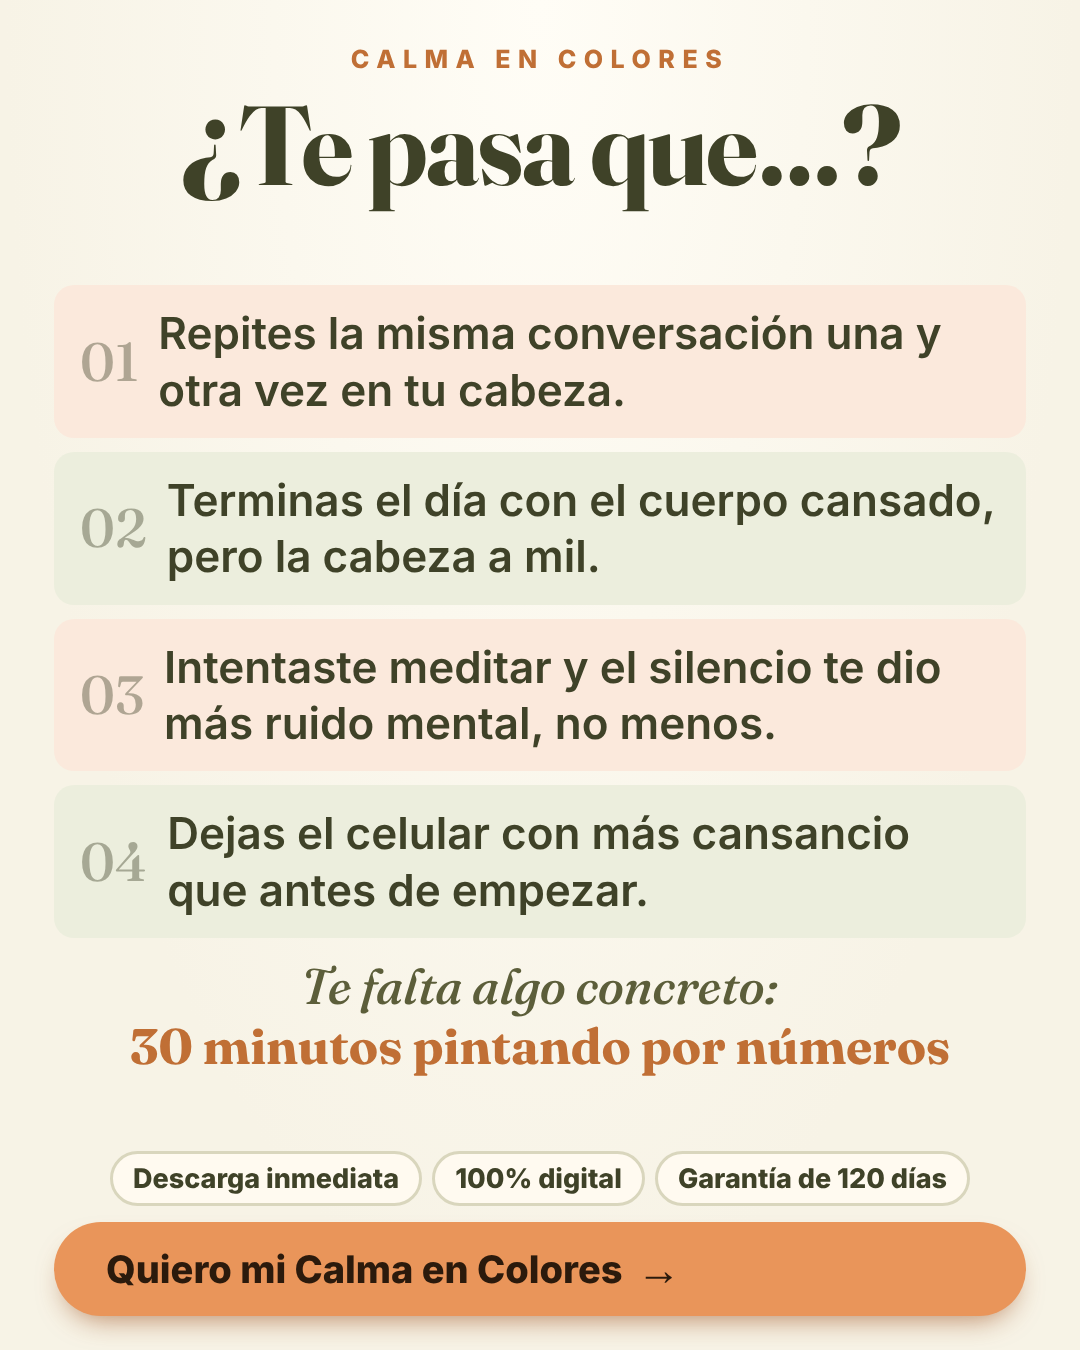 CALMA EN COLORES
¿Te pasa que...?
01 Repites la misma conversación una y
otra vez en tu cabeza.
02 Terminas el día con el cuerpo cansado,
pero la cabeza a mil.
03 Intentaste meditar y el silencio te dio
más ruido mental, no menos.
04 Dejas el celular con más cansancio
que antes de empezar.
Te falta algo concreto:
30 minutos pintando por números
Descarga inmediata 100% digital Garantía de 120 días
Quiero mi Calma en Colores →